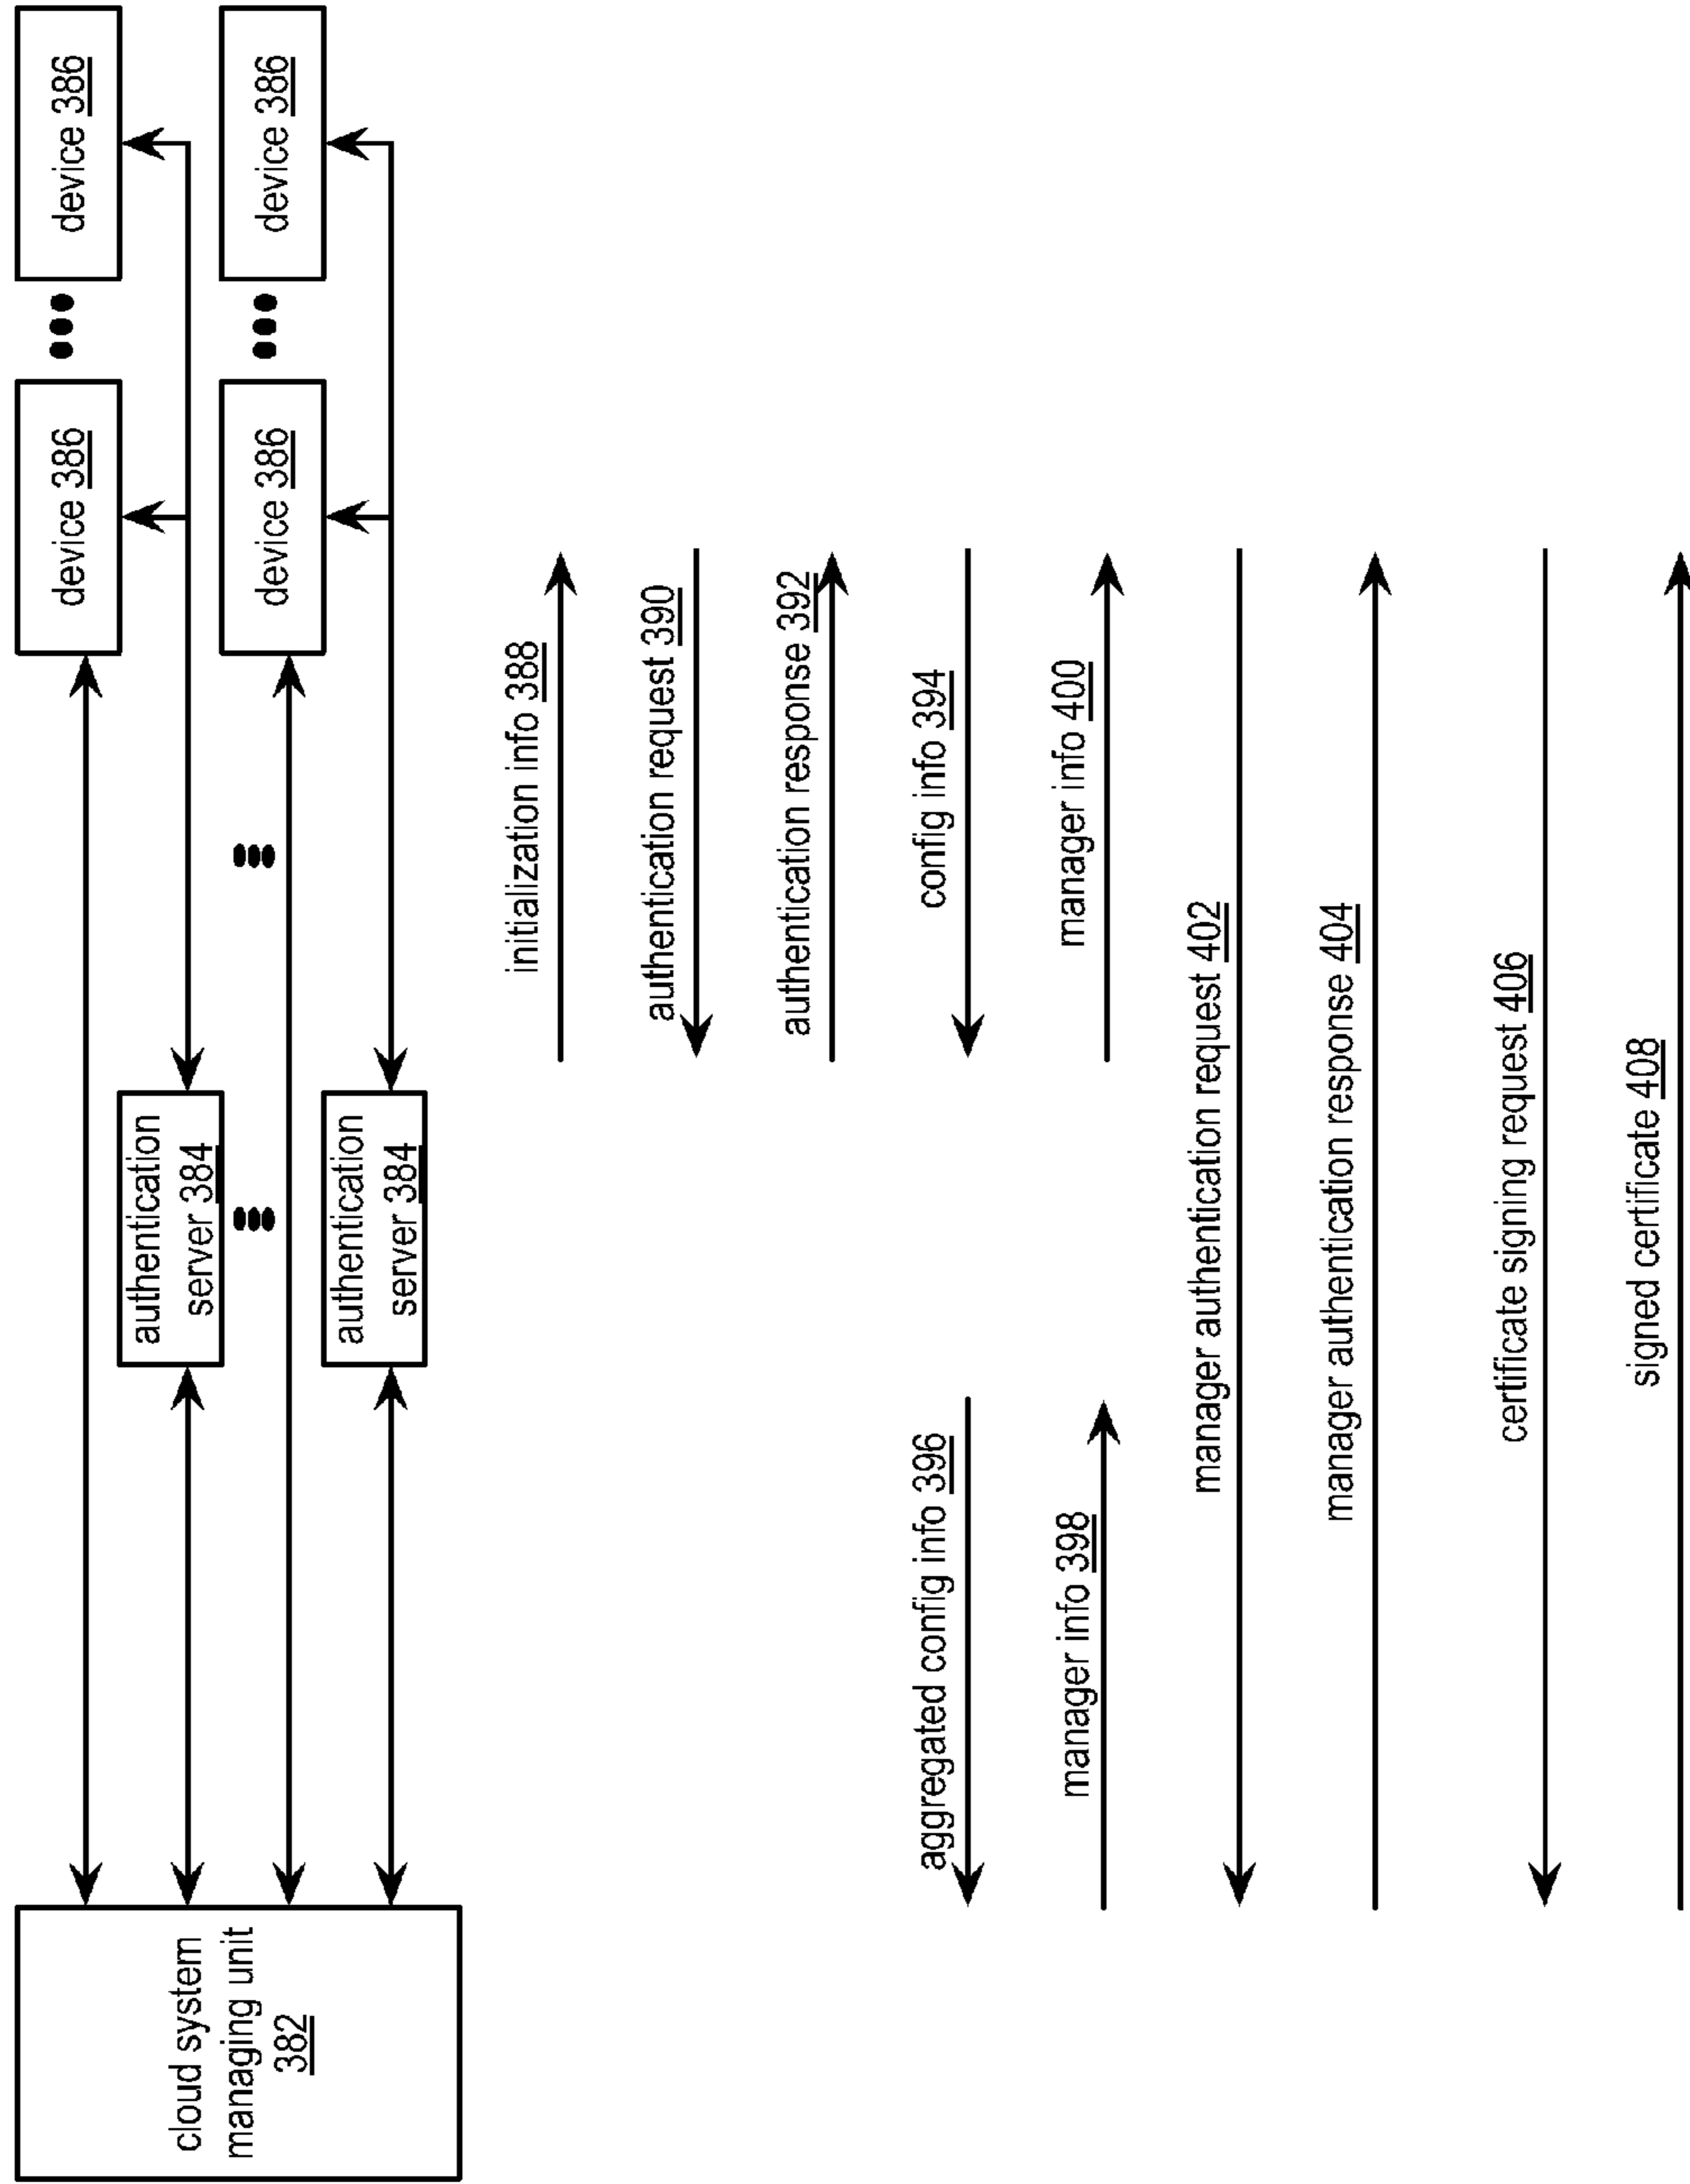 cloud system
managing unit
382
authentication
server 384
authentication
server 384
device 386
device 386
device 386
device 386
initialization info 388
authentication request 390
authentication response 392
aggregated config info 396
config info 394
manager info 398
manager info 400
manager authentication request 402
manager authentication response 404
certificate signing request 406
signed certificate 408